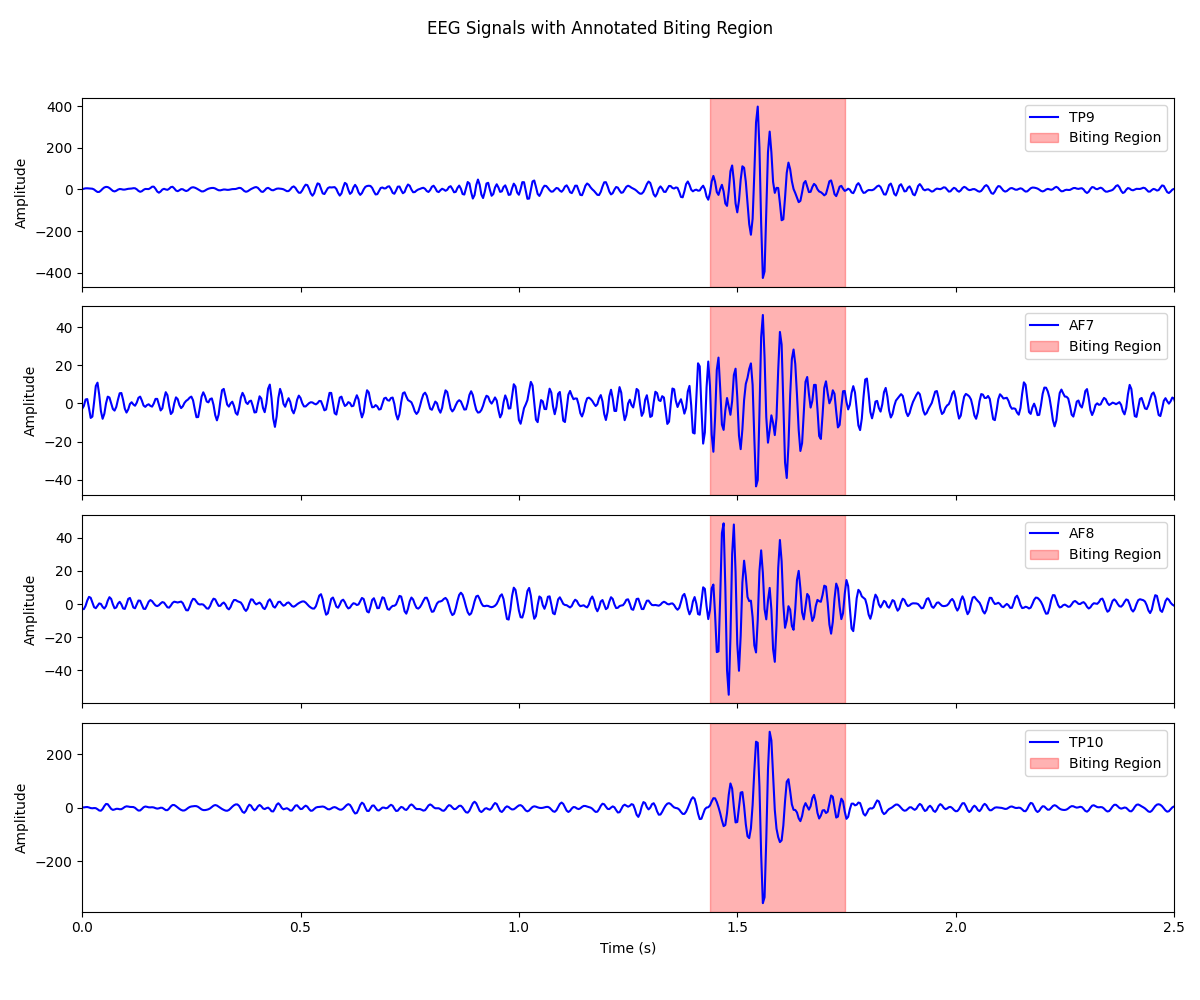 EEG Signals with Annotated Biting Region
400
200
0
−200
−400
Amplitude
TP9
Biting Region
40
20
0
−20
−40
Amplitude
AF7
Biting Region
40
20
0
−20
−40
Amplitude
AF8
Biting Region
200
0
−200
Amplitude
TP10
Biting Region
0.0 0.5 1.0 1.5 2.0 2.5
Time (s)